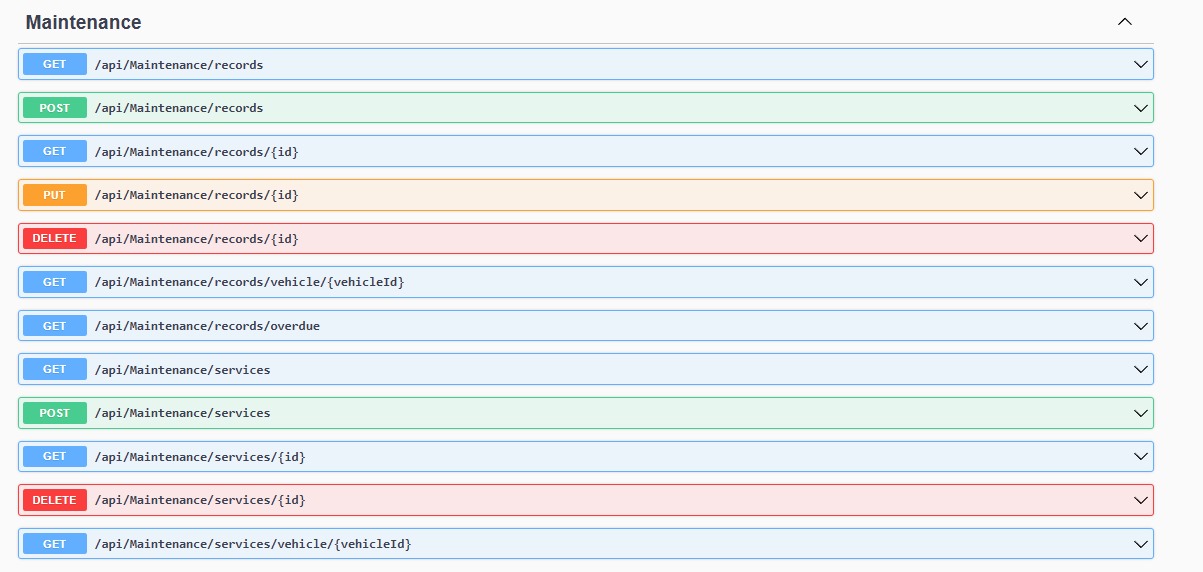 Maintenance
GET /api/Maintenance/records
POST /api/Maintenance/records
GET /api/Maintenance/records/{id}
PUT /api/Maintenance/records/{id}
DELETE /api/Maintenance/records/{id}
GET /api/Maintenance/records/vehicle/{vehicleId}
GET /api/Maintenance/records/overdue
GET /api/Maintenance/services
POST /api/Maintenance/services
GET /api/Maintenance/services/{id}
DELETE /api/Maintenance/services/{id}
GET /api/Maintenance/services/vehicle/{vehicleId}